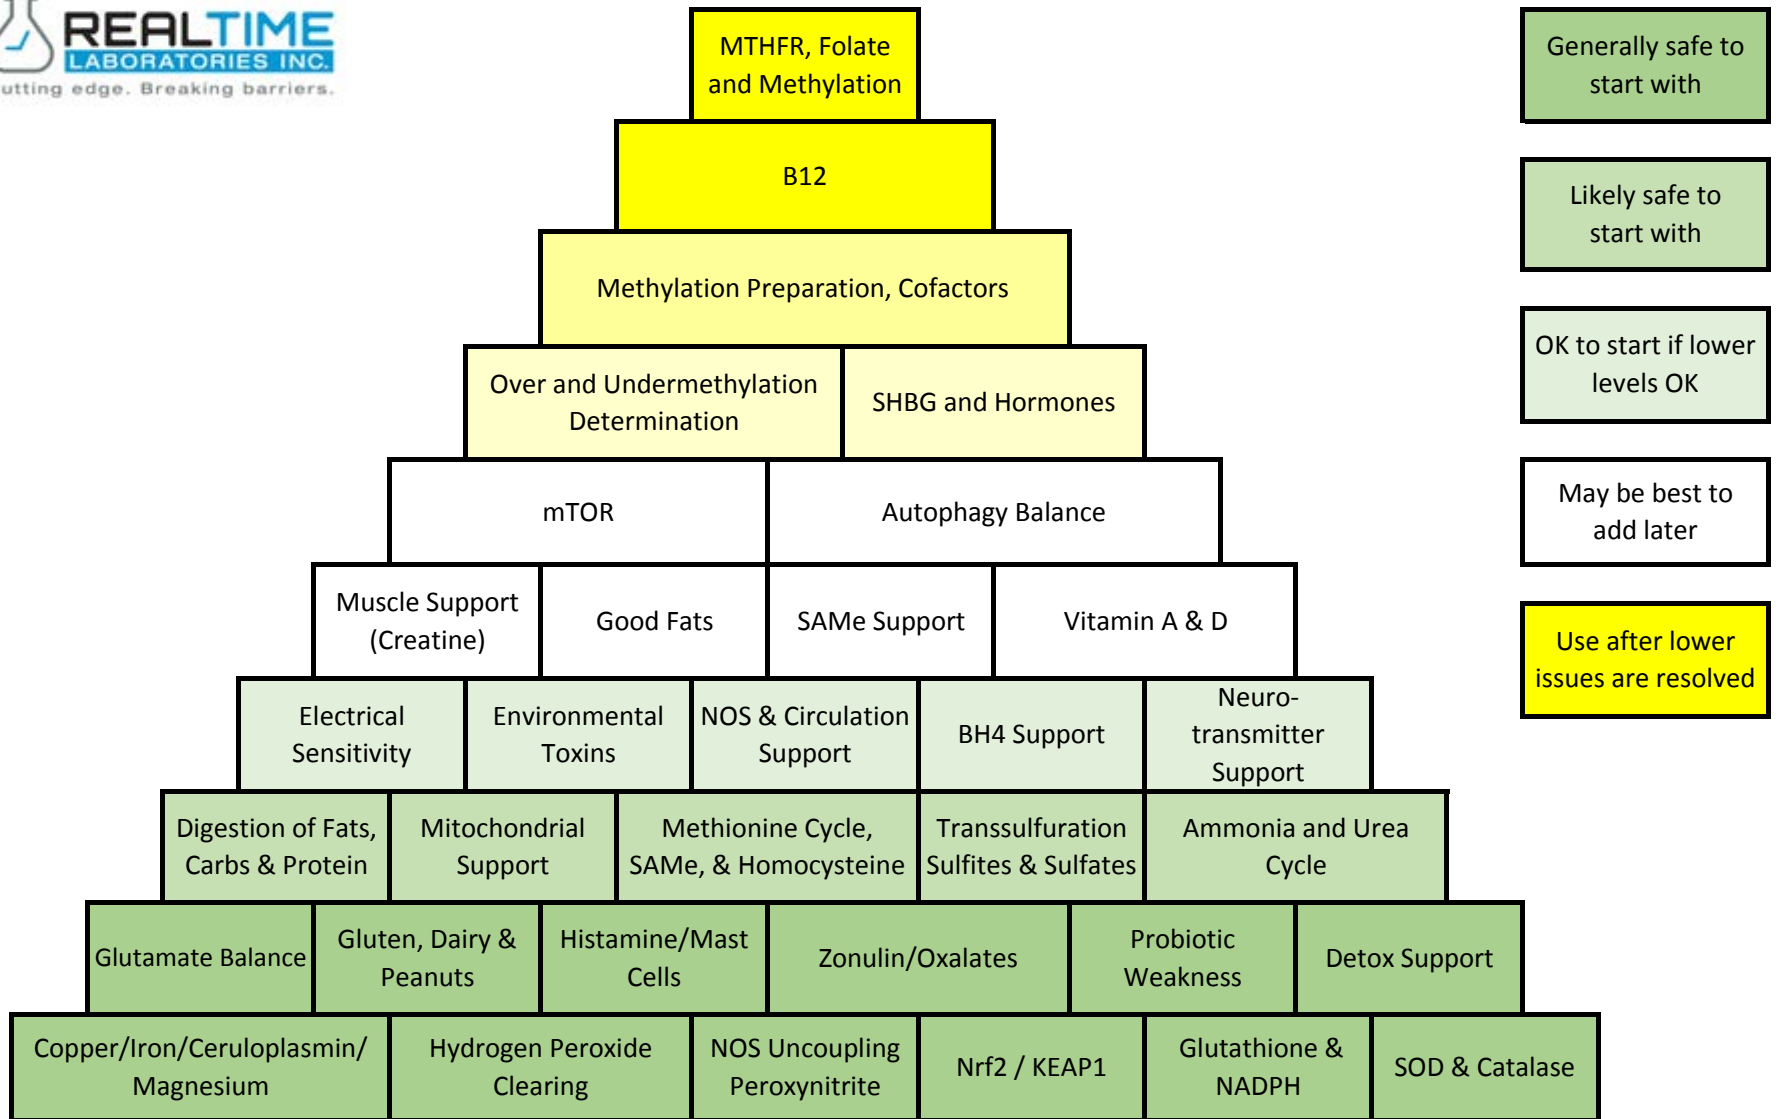 REALTIME
LABORATORIES INC.
utting edge. Breaking barriers.
MTHFR, Folate
and Methylation
B12
Methylation Preparation, Cofactors
Over and Undermethylation
Determination
SHBG and Hormones
mTOR
Autophagy Balance
Muscle Support
(Creatine)
Good Fats
SAMe Support
Vitamin A & D
Electrical
Sensitivity
Environmental
Toxins
NOS & Circulation
Support
BH4 Support
Neuro-
transmitter
Support
Digestion of Fats,
Carbs & Protein
Mitochondrial
Support
Methionine Cycle,
SAMe, & Homocysteine
Transsulfuration
Sulfites & Sulfates
Ammonia and Urea
Cycle
Glutamate Balance
Gluten, Dairy &
Peanuts
Histamine/Mast
Cells
Zonulin/Oxalates
Probiotic
Weakness
Detox Support
Copper/Iron/Ceruloplasmin/
Magnesium
Hydrogen Peroxide
Clearing
NOS Uncoupling
Peroxynitrite
Nrf2 / KEAP1
Glutathione &
NADPH
SOD & Catalase
Generally safe to
start with
Likely safe to
start with
OK to start if lower
levels OK
May be best to
add later
Use after lower
issues are resolved